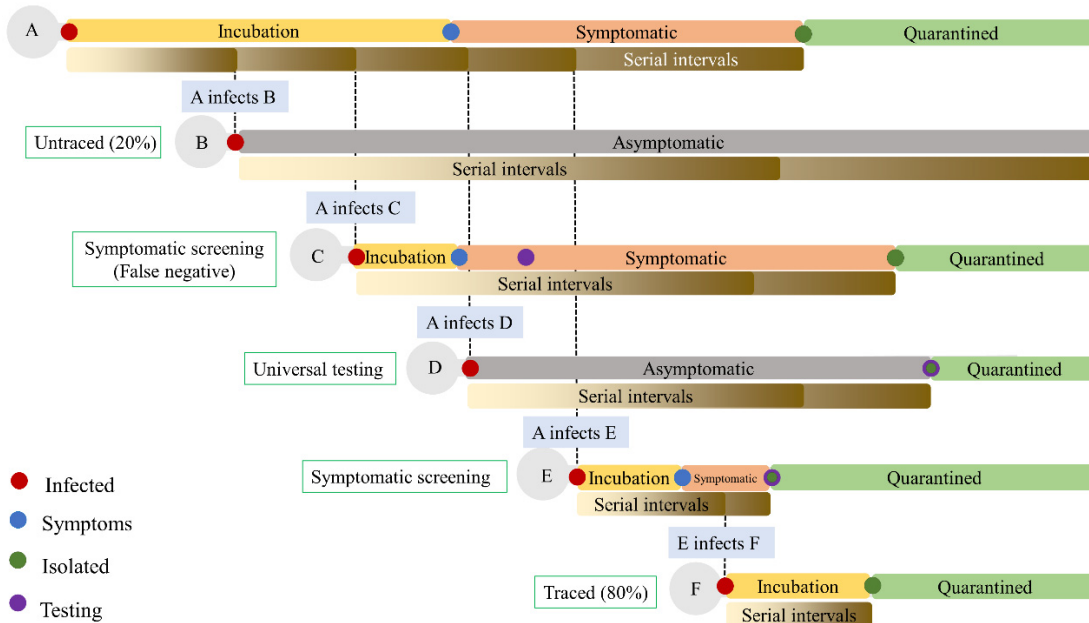 A
Incubation
Symptomatic
Quarantined
Serial intervals
A infects B
Untraced (20%)
B
Asymptomatic
Serial intervals
A infects C
Symptomatic screening
(False negative)
C
Incubation
Symptomatic
Quarantined
Serial intervals
A infects D
Universal testing
D
Asymptomatic
Quarantined
Serial intervals
A infects E
Symptomatic screening
E
Incubation
Symptomatic
Quarantined
Serial intervals
E infects F
Traced (80%)
F
Incubation
Quarantined
Serial intervals
Infected
Symptoms
Isolated
Testing